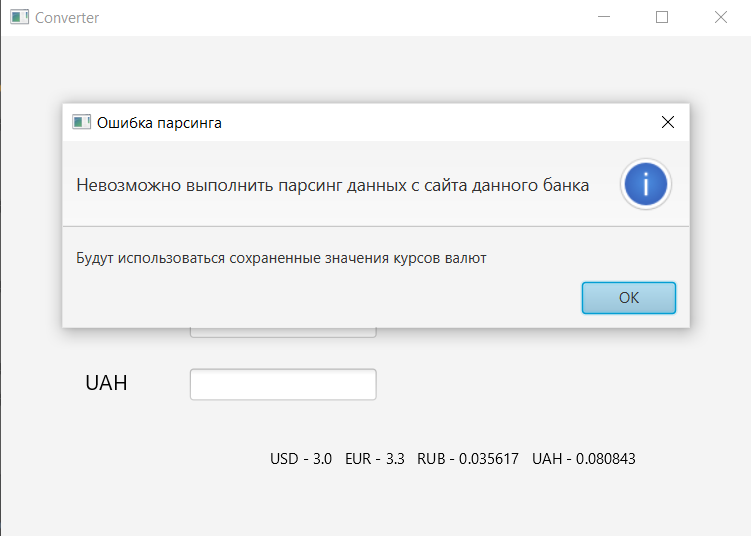 Converter
Ошибка парсинга
Невозможно выполнить парсинг данных с сайта данного банка
Будут использоваться сохраненные значения курсов валют
OK
UAH
USD - 3.0 EUR - 3.3 RUB - 0.035617 UAH - 0.080843